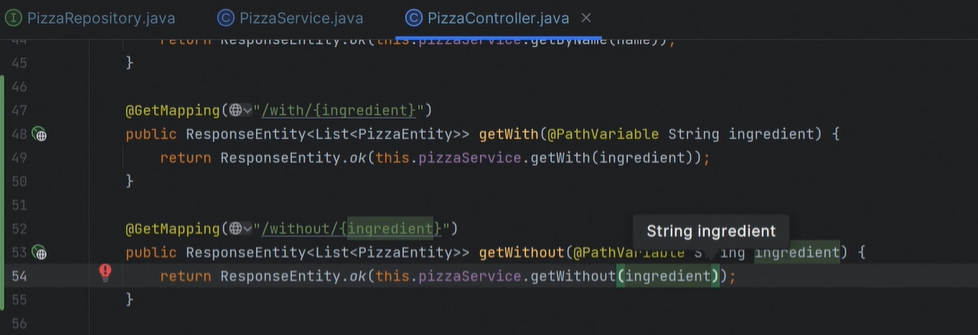 PizzaRepository.java PizzaService.java PizzaController.java
44 return ResponseEntity.ok(this.pizzaService.getByName(name));
45 }
46
47 @GetMapping("/with/{ingredient}")
48 public ResponseEntity<List<PizzaEntity>> getWith(@PathVariable String ingredient) {
49 return ResponseEntity.ok(this.pizzaService.getWith(ingredient));
50 }
51
52 @GetMapping("/without/{ingredient}")
String ingredient
53 public ResponseEntity<List<PizzaEntity>> getWithout(@PathVariable String ingredient) {
54 return ResponseEntity.ok(this.pizzaService.getWithout(ingredient));
55 }
56